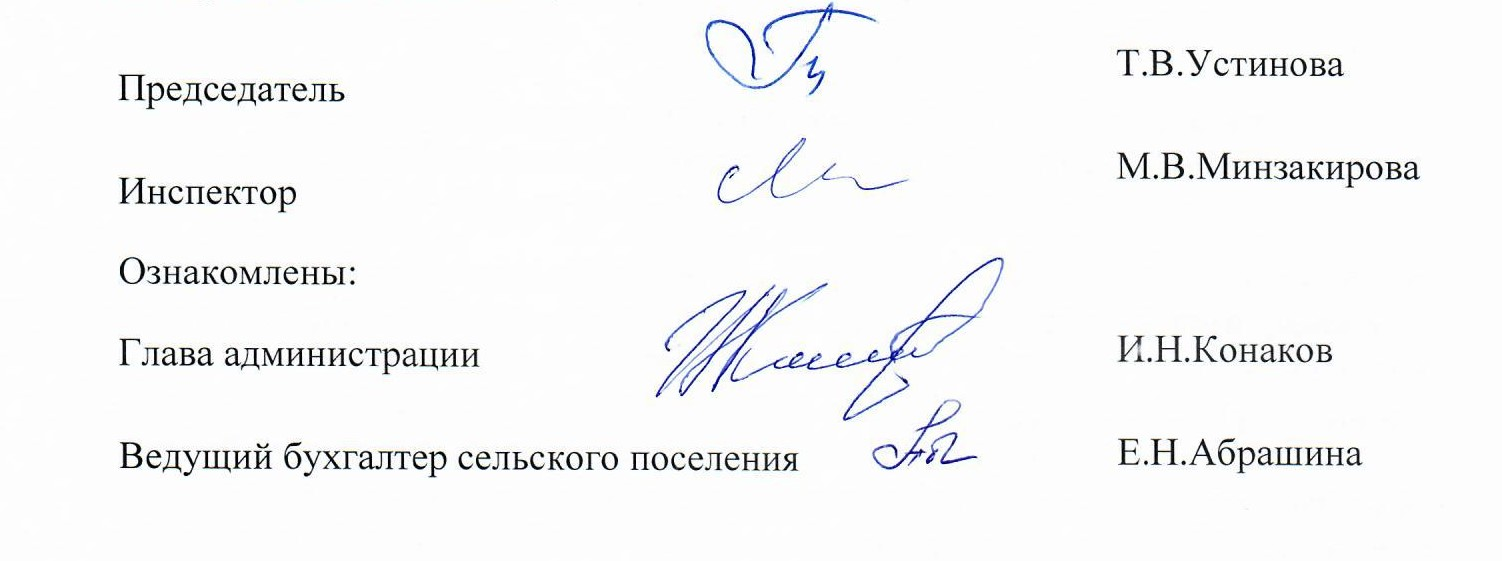 Председатель Т.В.Устинова
Инспектор М.В.Минзакирова
Ознакомлены:
Глава администрации И.Н.Конаков
Ведущий бухгалтер сельского поселения Е.Н.Абрашина